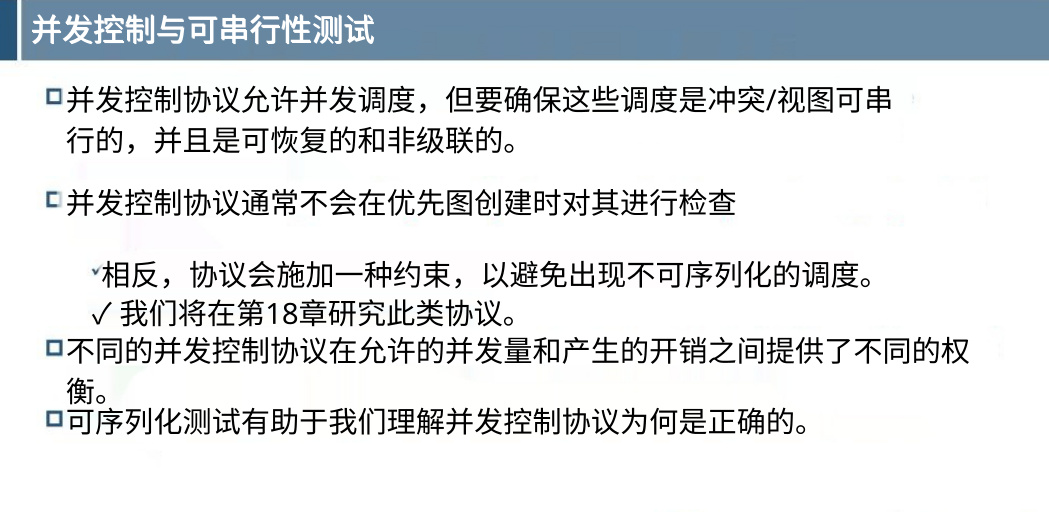 并发控制与可串行性测试
并发控制协议允许并发调度，但要确保这些调度是冲突/视图可串
行的，并且是可恢复的和非级联的。
并发控制协议通常不会在优先图创建时对其进行检查
✓相反，协议会施加一种约束，以避免出现不可序列化的调度。
✓ 我们将在第18章研究此类协议。
不同的并发控制协议在允许的并发量和产生的开销之间提供了不同的权
衡。
可序列化测试有助于我们理解并发控制协议为何是正确的。